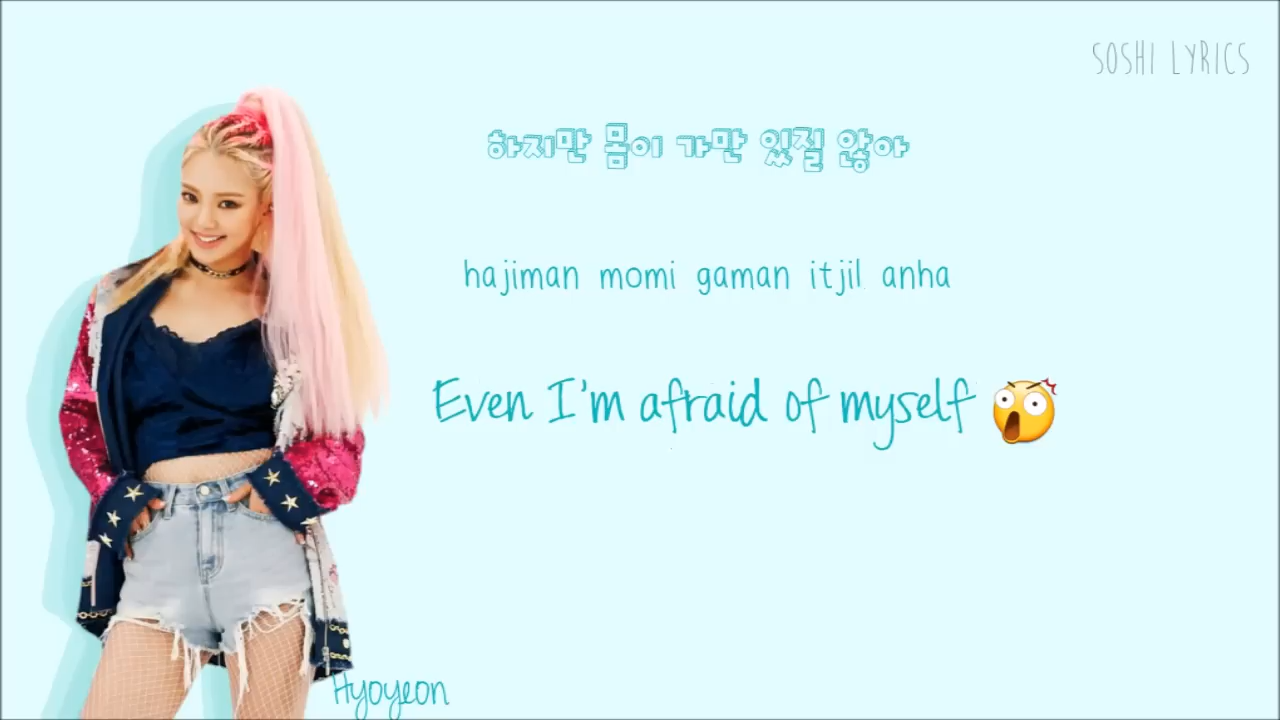 SOSHI LYRICS
하지만 몸이 가만 있질 않아
hajiman momi gaman itjil anha
Even I'm afraid of myself
Hyoyeon